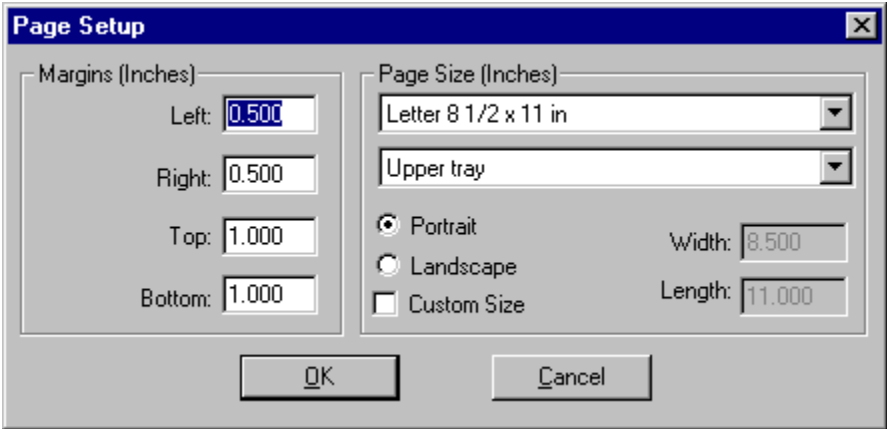 Page Setup
Margins (Inches)
Left: 0.500
Right: 0.500
Top: 1.000
Bottom: 1.000
Page Size (Inches)
Letter 8 1/2 x 11 in
Upper tray
Portrait
Landscape
Custom Size
Width: 8.500
Length: 11.000
OK
Cancel